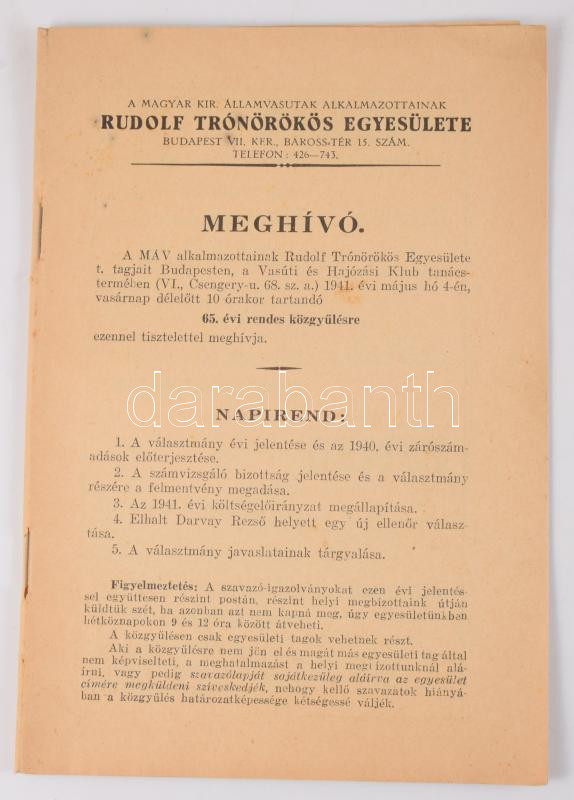 A MAGYAR KIR. ÁLLAMVASUTAK ALKALMAZOTTAINAK
RUDOLF TRÓNÖRÖKÖS EGYESÜLETE
BUDAPEST VII. KER., BAROSS-TÉR 15. SZÁM.
TELEFON: 426—743.
MEGHÍVÓ.
A MÁV alkalmazottainak Rudolf Trónörökös Egyesülete
t. tagjait Budapesten, a Vasúti és Hajózási Klub tanács-
termében (VI., Csengery-u. 68. sz. a.) 1941. évi május hó 4-én,
vasárnap délelőtt 10 órakor tartandó
65. évi rendes közgyűlésre
ezennel tisztelettel meghívja.
darabanth
NAPIREND:
1. A választmány évi jelentése és az 1940. évi zárószám-
adások előterjesztése.
2. A számvizsgáló bizottság jelentése és a választmány
részére a felmentvény megadása.
3. Az 1941. évi költségelőirányzat megállapítása.
4. Elhalt Darvay Rezső helyett egy új ellenőr válasz-
tása.
5. A választmány javaslatainak tárgyalása.
Figyelmeztetés: A szavazó-igazolványokat ezen évi jelentés-
sel együttesen részint postán, részint helyi megbizottaink útján
küldtük szét, ha azonban azt nem kapná meg, úgy egyesületünkben
hétköznapokon 9 és 12 óra között átveheti.
A közgyűlésen csak egyesületi tagok vehetnek részt.
Aki a közgyűlésre nem jön el és magát más egyesületi tag által
nem képviselteti, a meghatalmazást a helyi megbizottunknál alá-
írni, vagy pedig szavazólapját sajátkezűleg aláírva az egyesület
címére megküldeni szíveskedjék, nehogy kellő szavazatok hiányá-
ban a közgyűlés határozatképessége kétségessé váljék.